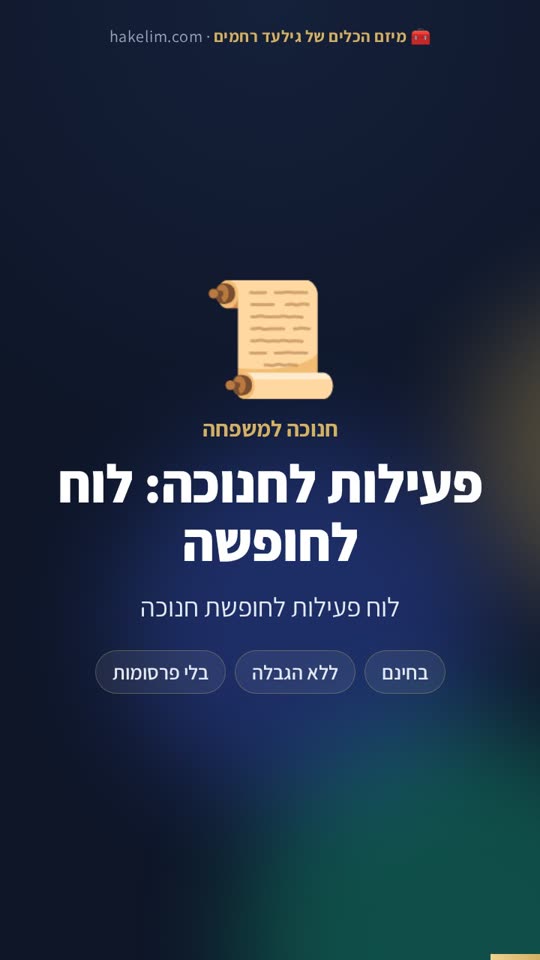 🧰 מיזם הכלים של גילעד רחמים · hakelim.com
חנוכה למשפחה
פעילות לחנוכה: לוח
לחופשה
לוח פעילות לחופשת חנוכה
בחינם
ללא הגבלה
בלי פרסומות